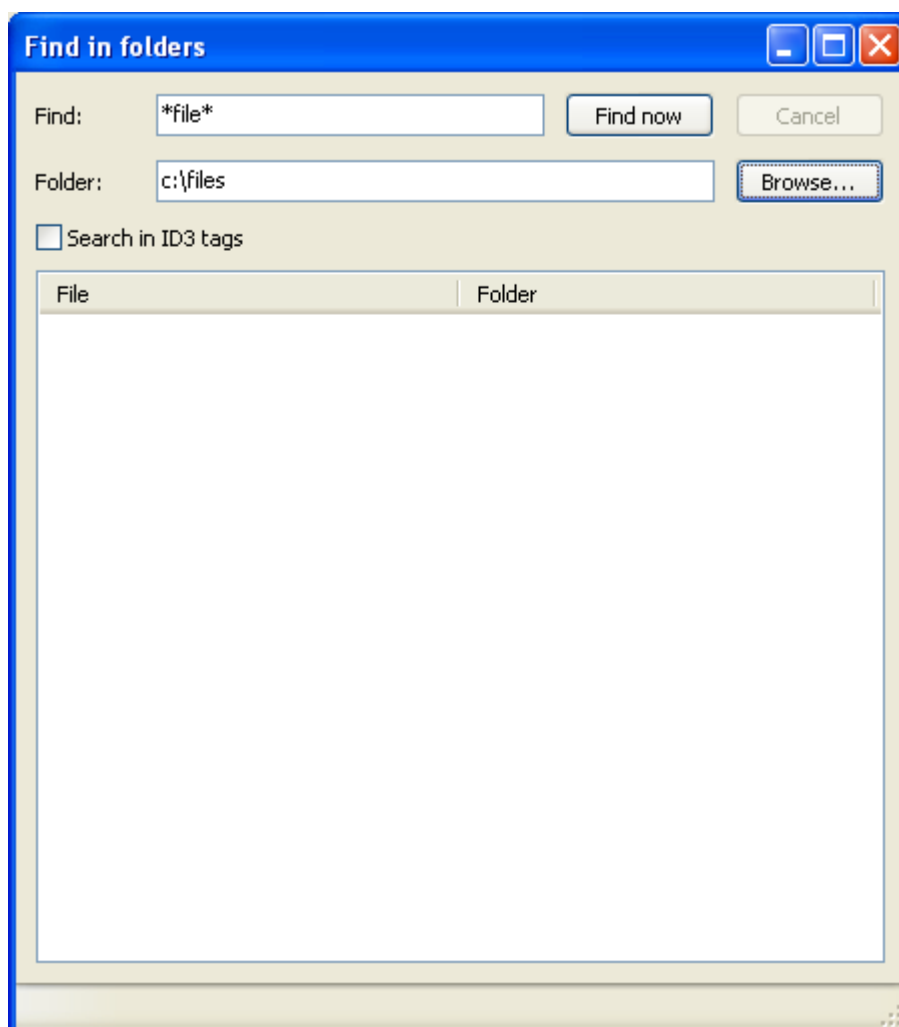 Find in folders
Find: *file* Find now Cancel
Folder: c:\files Browse...
Search in ID3 tags
File Folder